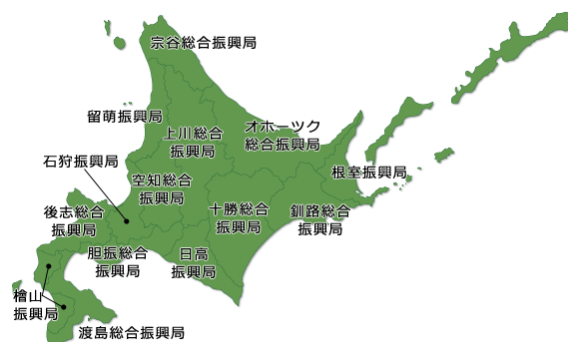 宗谷総合振興局
留萌振興局
上川総合
振興局
オホーツク
総合振興局
石狩振興局
空知総合
振興局
根室振興局
後志総合
振興局
十勝総合
振興局
釧路総合
振興局
胆振総合
振興局
日高
振興局
檜山
振興局
渡島総合振興局